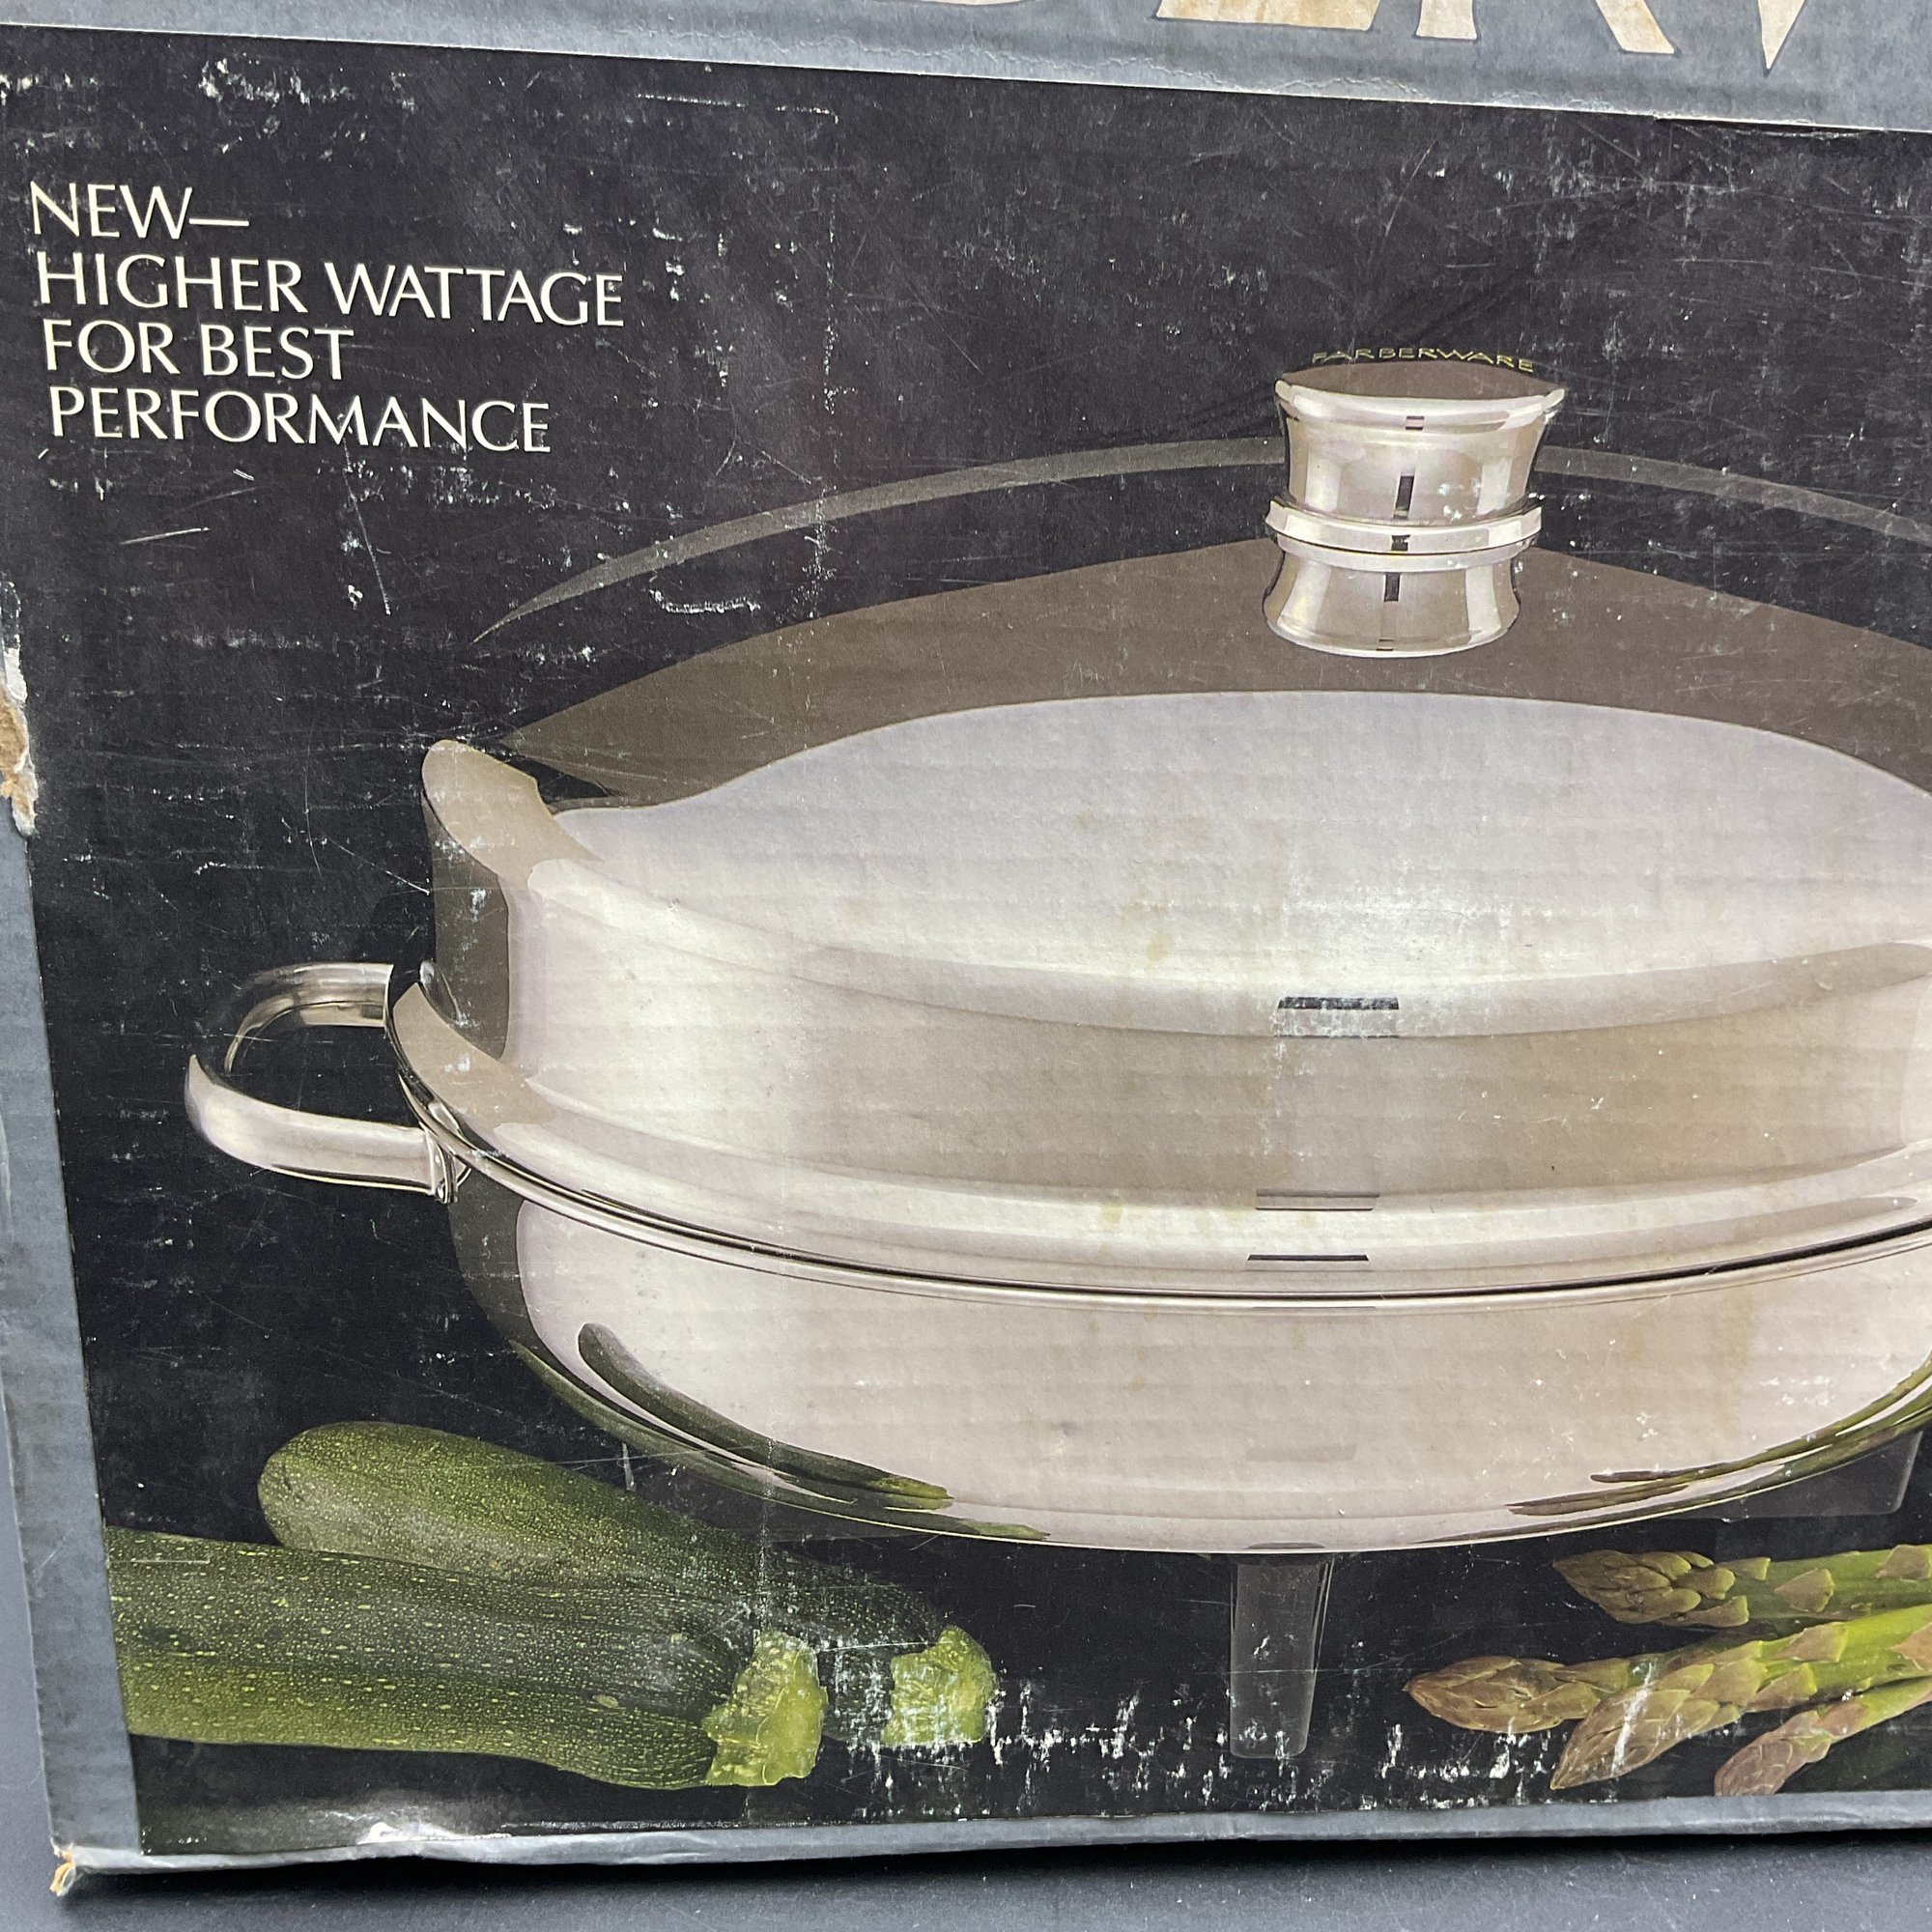 NEW—
HIGHER WATTAGE
FOR BEST
PERFORMANCE
FARBERWARE